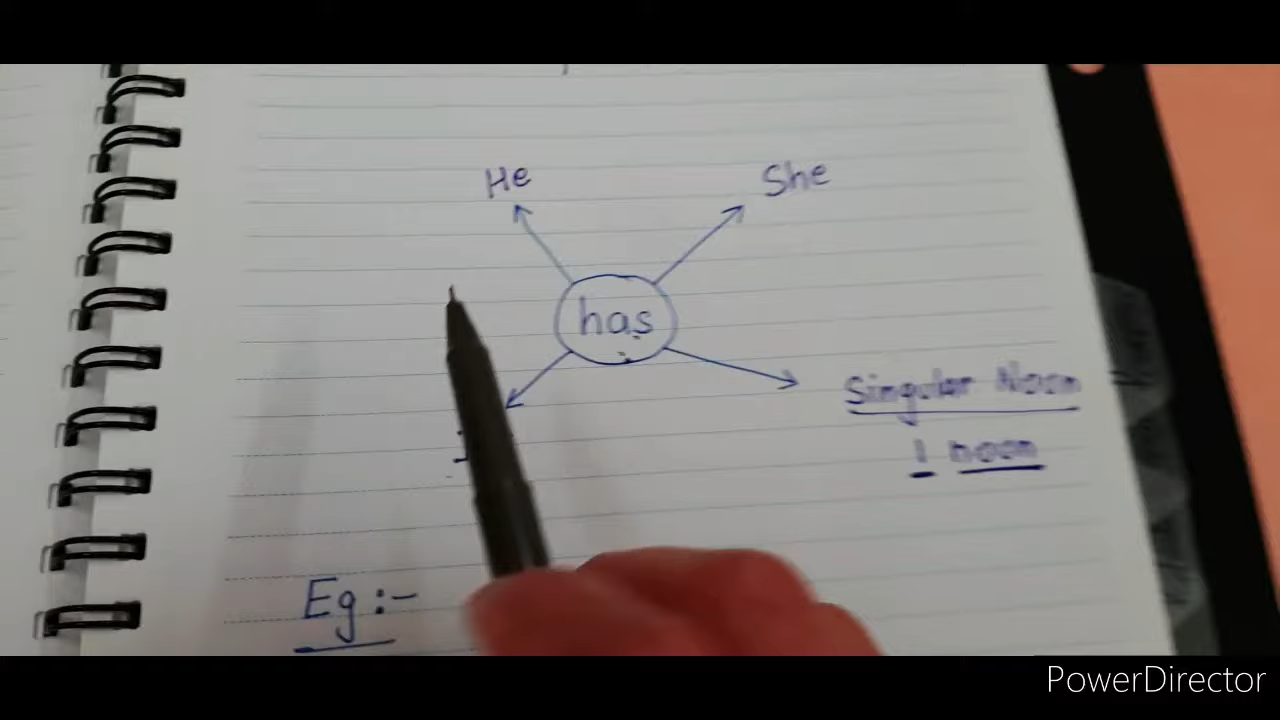 He
She
has
Singular Noun
1 noun
Eg :-
PowerDirector